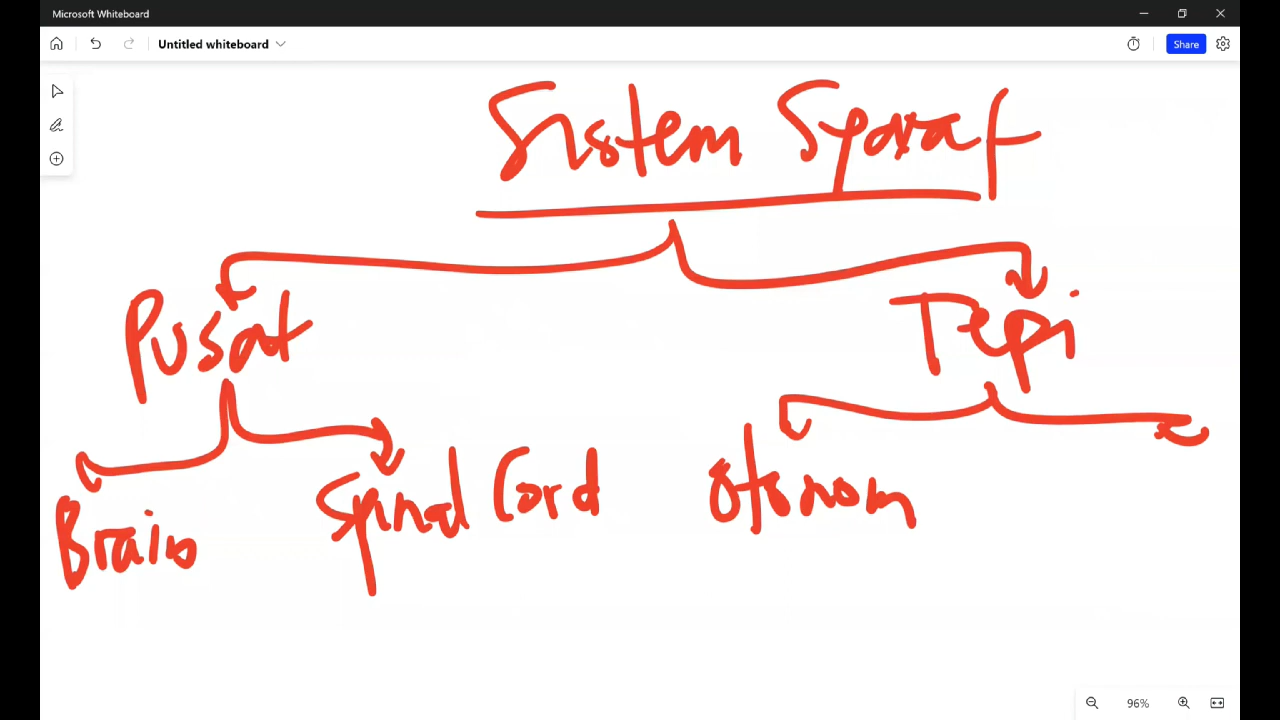 Microsoft Whiteboard
Untitled whiteboard
Share
Sistem Syaraf
Pusat
Tepi
Brain
Spinal Cord
Otonom
96%